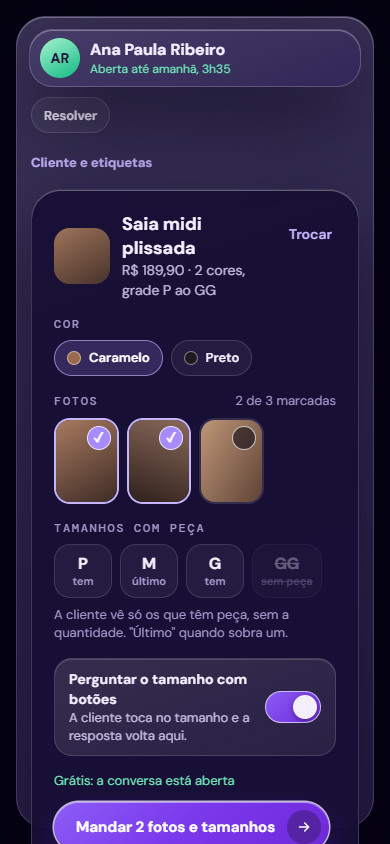 AR
Ana Paula Ribeiro
Aberta até amanhã, 3h35
Resolver
Cliente e etiquetas
Saia midi
plissada
R$ 189,90 · 2 cores,
grade P ao GG
Trocar
COR
Caramelo
Preto
FOTOS
2 de 3 marcadas
TAMANHOS COM PEÇA
P
tem
M
último
G
tem
GG
sem peça
A cliente vê só os que têm peça, sem a
quantidade. "Último" quando sobra um.
Perguntar o tamanho com
botões
A cliente toca no tamanho e a
resposta volta aqui.
Grátis: a conversa está aberta
Mandar 2 fotos e tamanhos